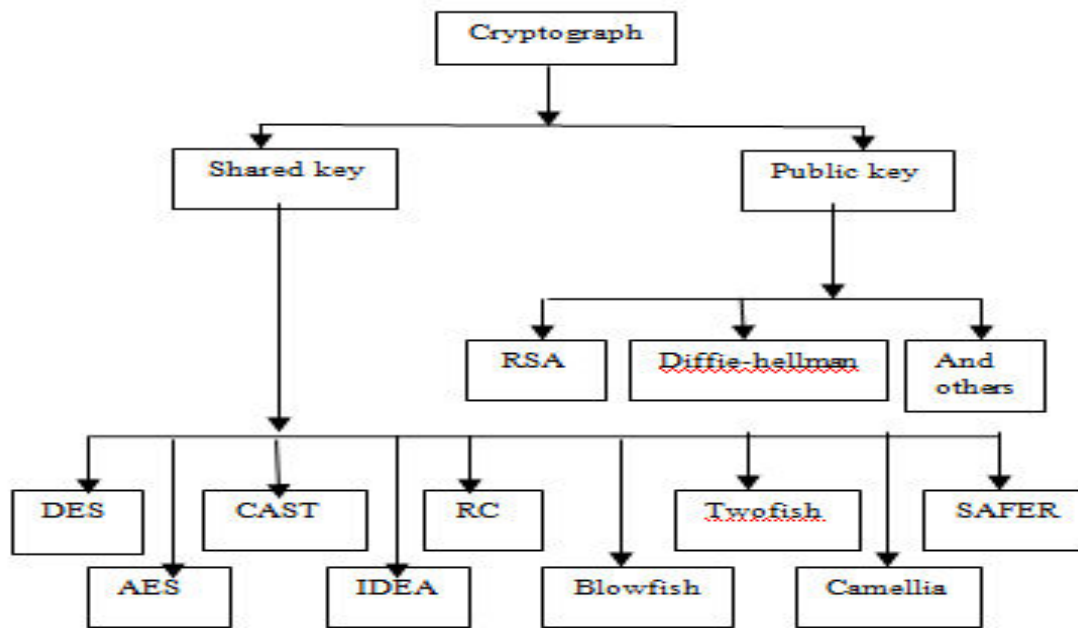 Cryptograph
Shared key
Public key
RSA
Diffie-hellman
And
others
DES
CAST
RC
Twofish
SAFER
AES
IDEA
Blowfish
Camellia